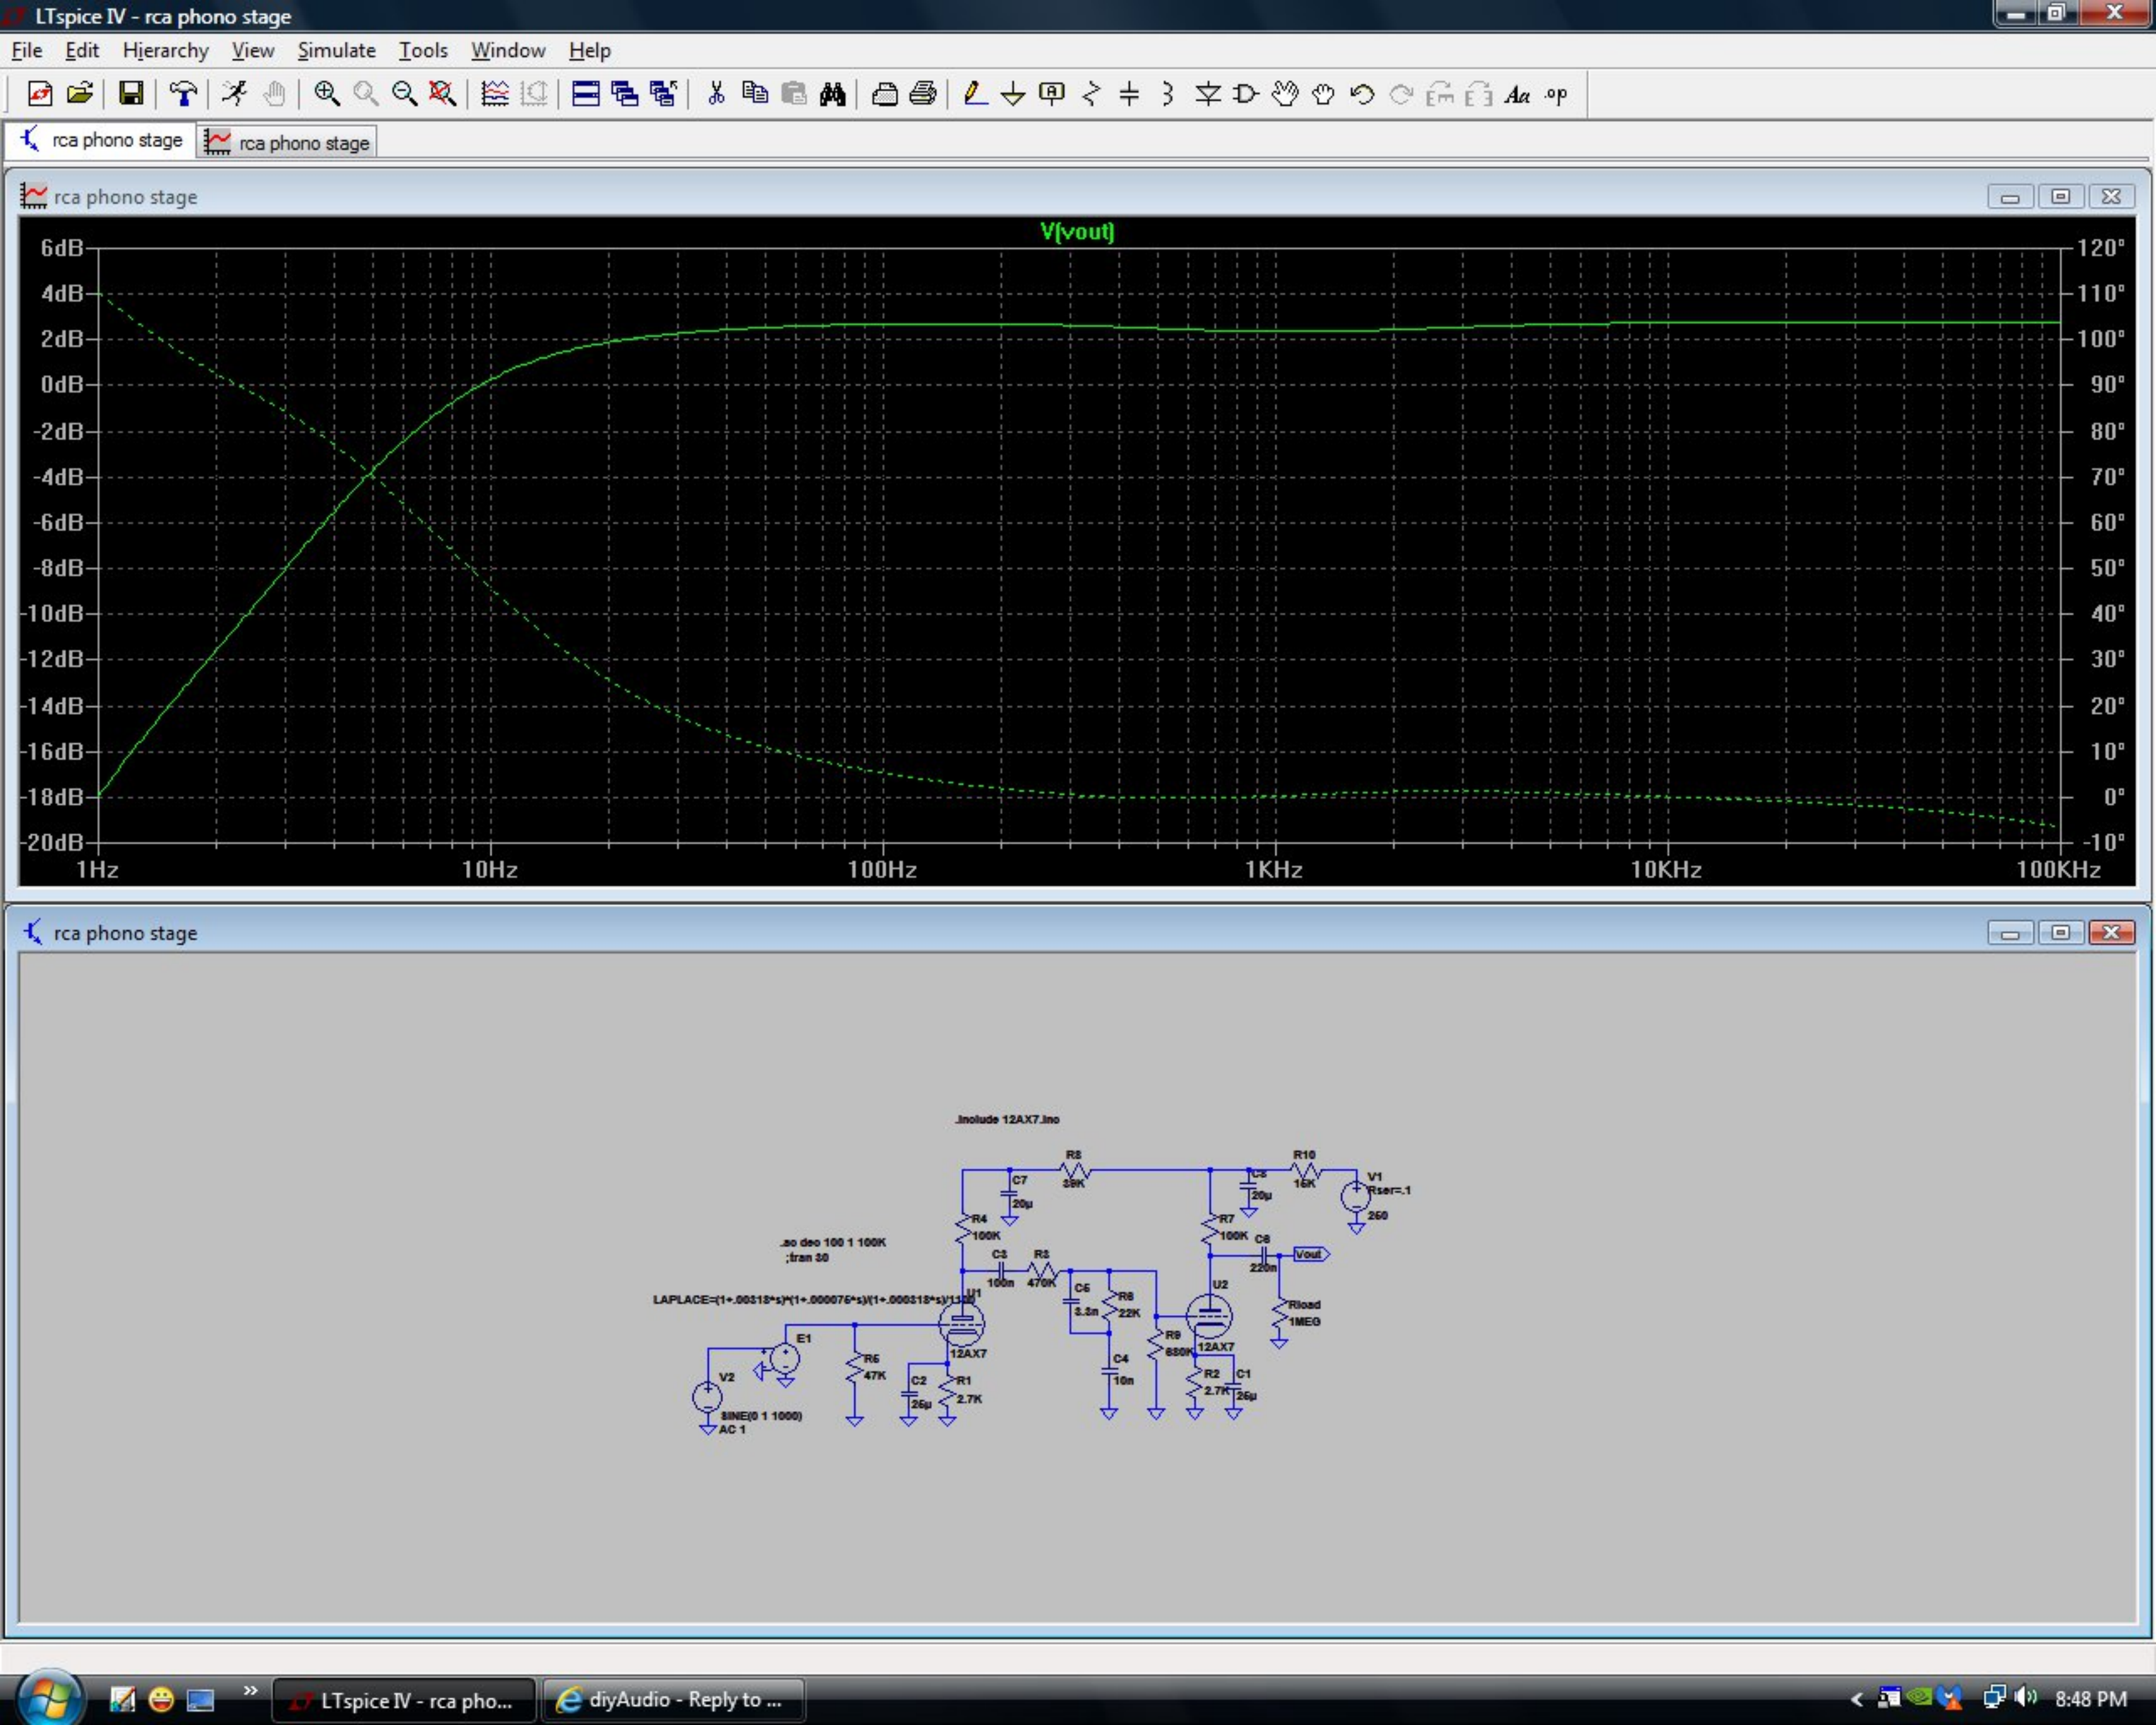 LTspice IV - rca phono stage
File Edit Hierarchy View Simulate Tools Window Help
Aa .op
rca phono stage
rca phono stage
rca phono stage
V(vout)
6dB
4dB
2dB
0dB
-2dB
-4dB
-6dB
-8dB
-10dB
-12dB
-14dB
-16dB
-18dB
-20dB
120°
110°
100°
90°
80°
70°
60°
50°
40°
30°
20°
10°
0°
-10°
1Hz 10Hz 100Hz 1KHz 10KHz 100KHz
rca phono stage
.include 12AX7.inc
R8
39K
R10
15K
V1
Rser=.1
250
C7
20µ
20µ
R4
100K
R7
100K
.ac dec 100 1 100K
;tran 30
C3
100n
R3
470K
C6
220n
Vout
LAPLACE=(1+.00318*s)*(1+.000075*s)/(1+.000318*s)/1100
U1
12AX7
C5
3.3n
R6
22K
U2
12AX7
Rload
1MEG
E1
R5
47K
R9
680K
C4
10n
V2
SINE(0 1 1000)
AC 1
C2
25µ
R1
2.7K
R2
2.7K
C1
25µ
LTspice IV - rca pho...
diyAudio - Reply to ...
8:48 PM